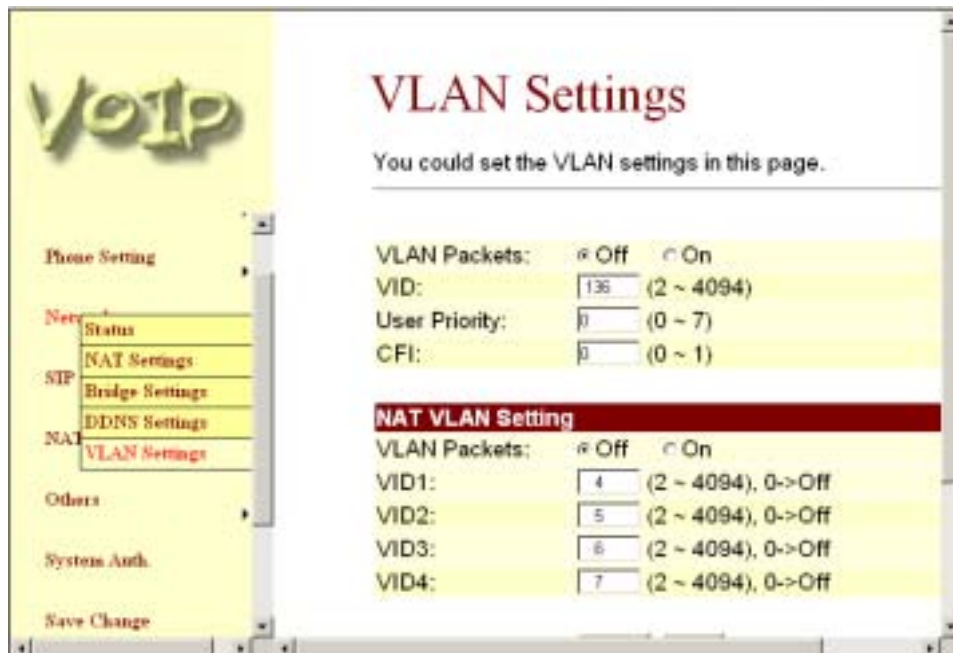 VOIP
Phone Setting
Status
NAT Settings
SIP
Bridge Settings
DDNS Settings
NAT
VLAN Settings
Others
System Auth.
Save Change
VLAN Settings
You could set the VLAN settings in this page.
VLAN Packets: Off On
VID: 136 (2 ~ 4094)
User Priority: 0 (0 ~ 7)
CFI: 0 (0 ~ 1)
NAT VLAN Setting
VLAN Packets: Off On
VID1: 4 (2 ~ 4094), 0->Off
VID2: 5 (2 ~ 4094), 0->Off
VID3: 6 (2 ~ 4094), 0->Off
VID4: 7 (2 ~ 4094), 0->Off